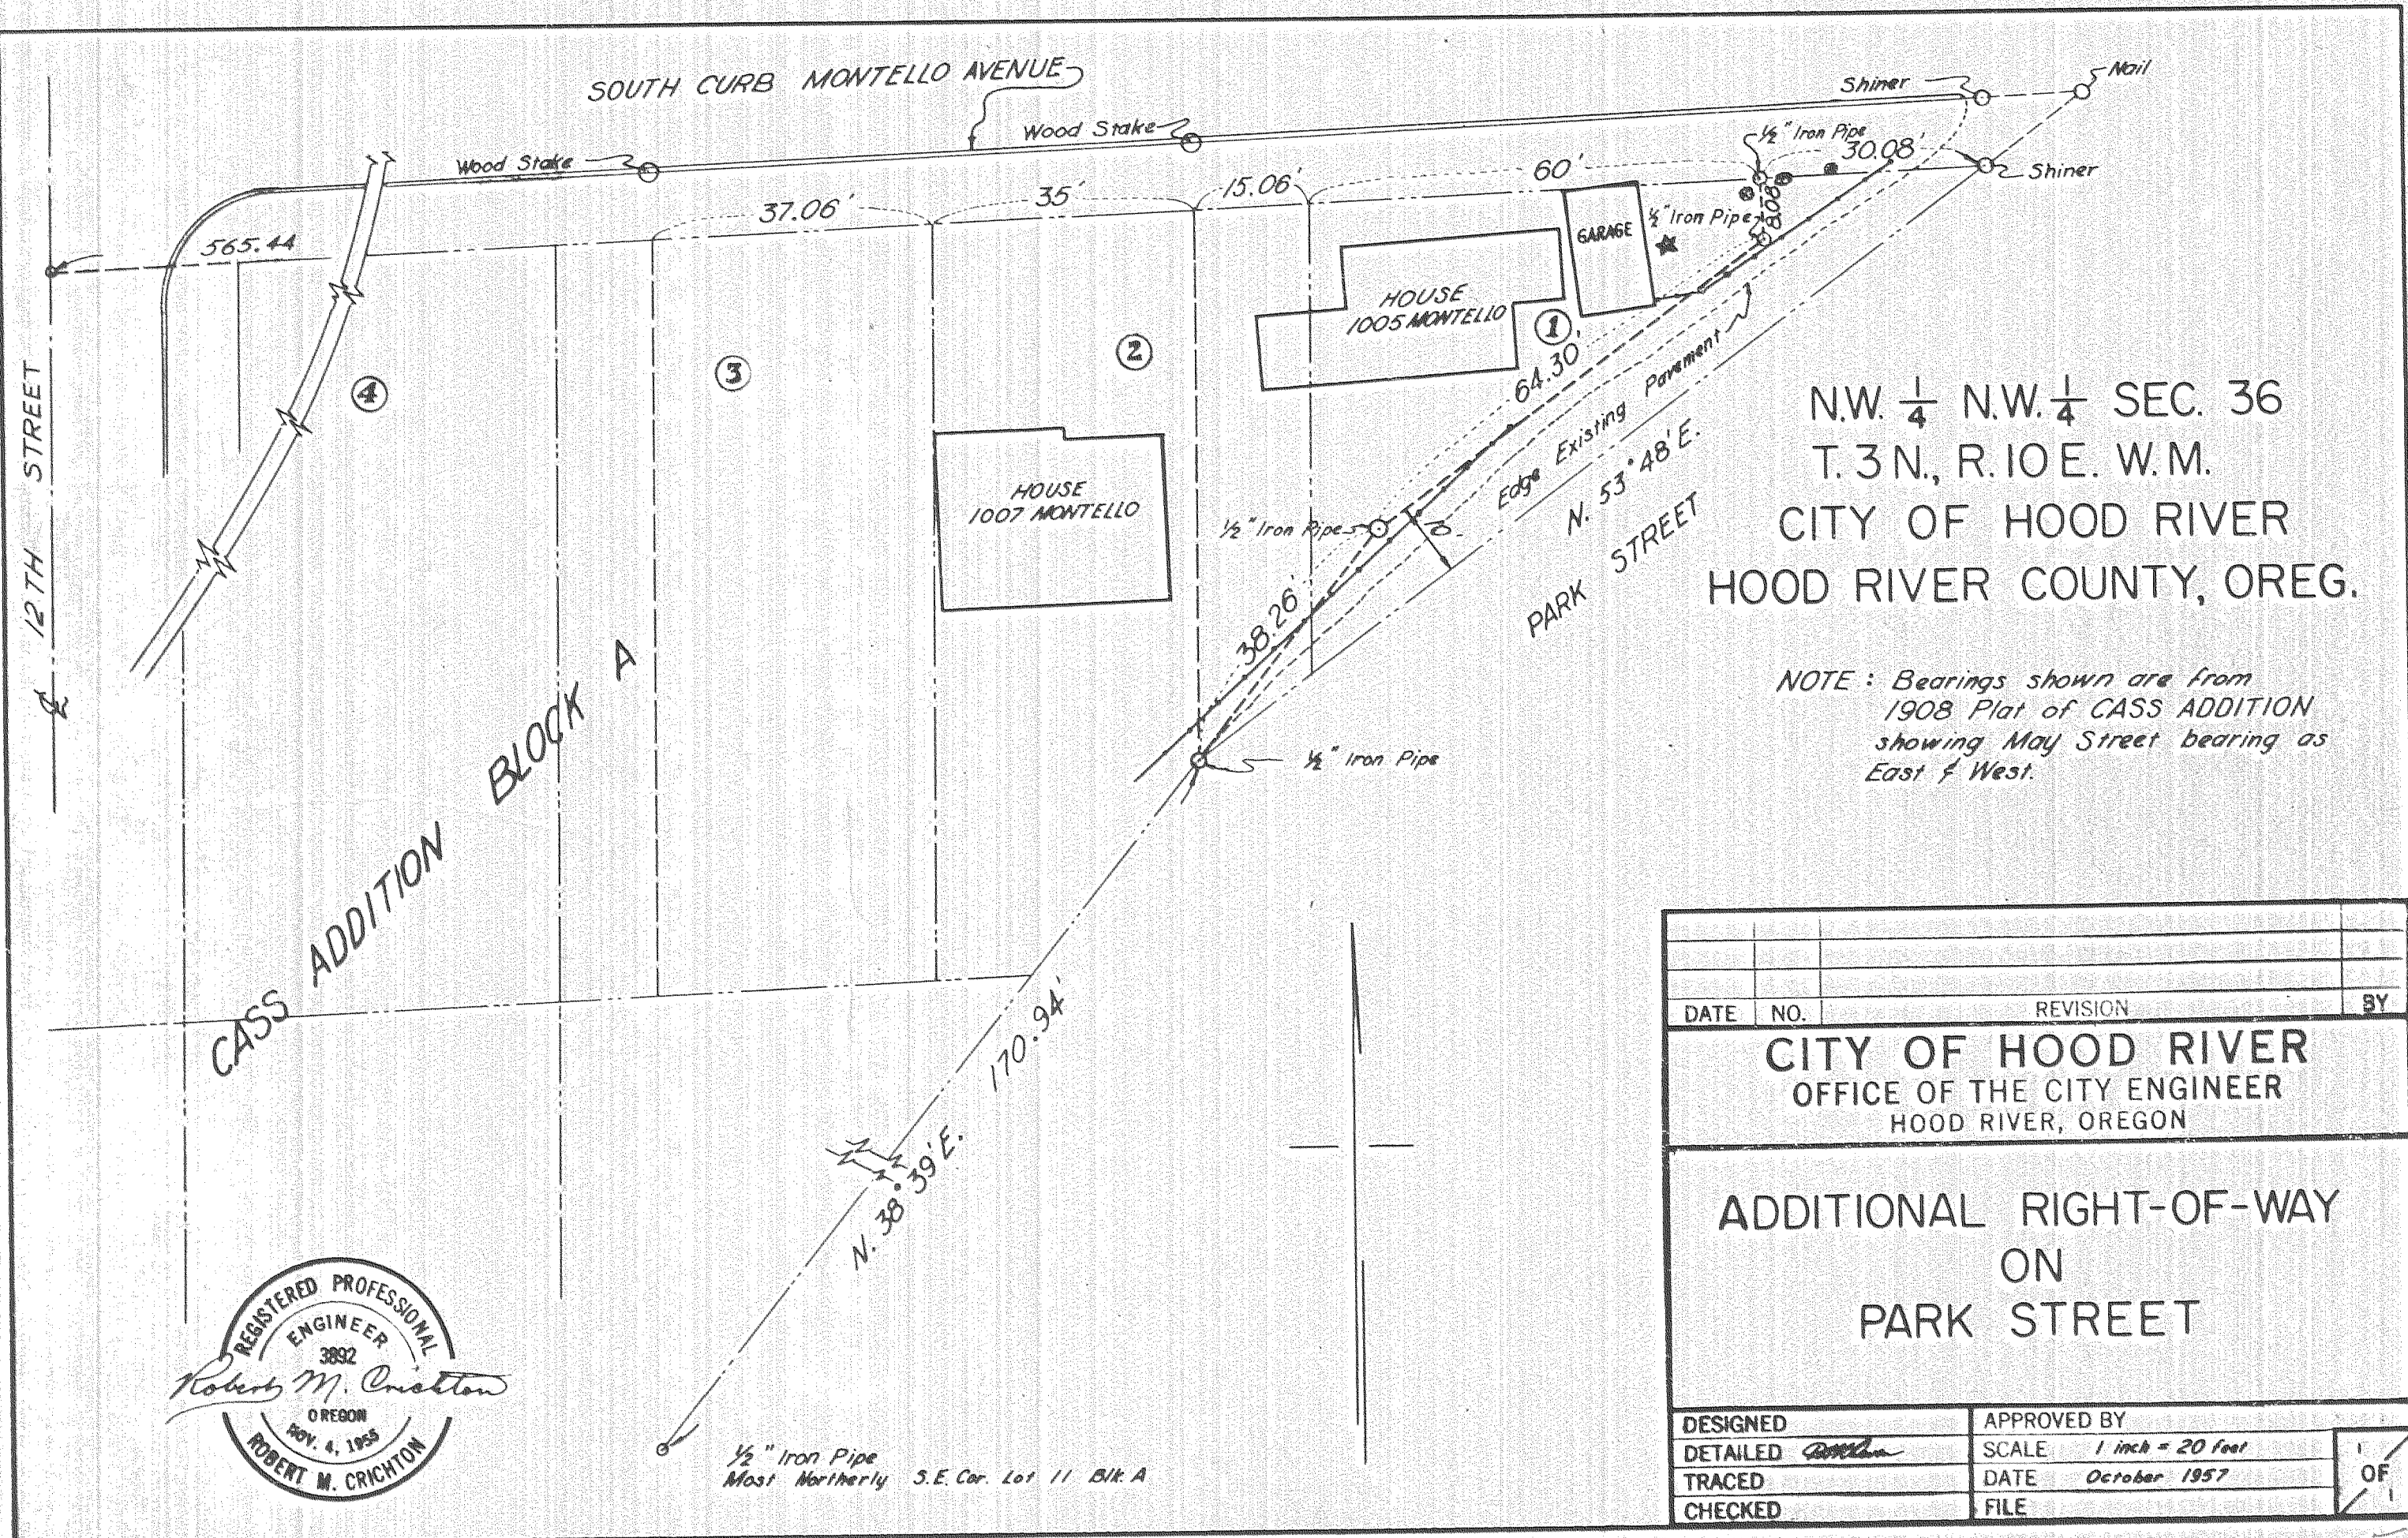 SOUTH CURB MONTELLO AVENUE
Shiner
Nail
Wood Stake
Wood Stake
½" Iron Pipe
30.08'
Shiner
60'
15.06'
35'
37.06'
565.44
½" Iron Pipe
18.08
GARAGE
HOUSE
1005 MONTELLO
①
②
③
④
64.30'
Edge Existing Pavement
N. 53°48' E.
PARK STREET
12TH STREET
℄
HOUSE
1007 MONTELLO
½" Iron Pipe
38.26'
½" Iron Pipe
N.W. 1/4 N.W. 1/4 SEC. 36
T. 3 N., R. 10 E. W. M.
CITY OF HOOD RIVER
HOOD RIVER COUNTY, OREG.
NOTE : Bearings shown are from
1908 Plat of CASS ADDITION
showing May Street bearing as
East & West.
CASS ADDITION BLOCK A
170.94'
N. 38°39' E.
½" Iron Pipe
Most Northerly S.E. Cor. Lot 11 Blk. A
REGISTERED PROFESSIONAL
ENGINEER
3892
Robert M. Crichton
OREGON
NOV. 4, 1955
ROBERT M. CRICHTON
DATE NO. REVISION BY
CITY OF HOOD RIVER
OFFICE OF THE CITY ENGINEER
HOOD RIVER, OREGON
ADDITIONAL RIGHT-OF-WAY
ON
PARK STREET
DESIGNED
DETAILED
TRACED
CHECKED
APPROVED BY
SCALE 1 inch = 20 feet
DATE October 1957
FILE
1 OF 1